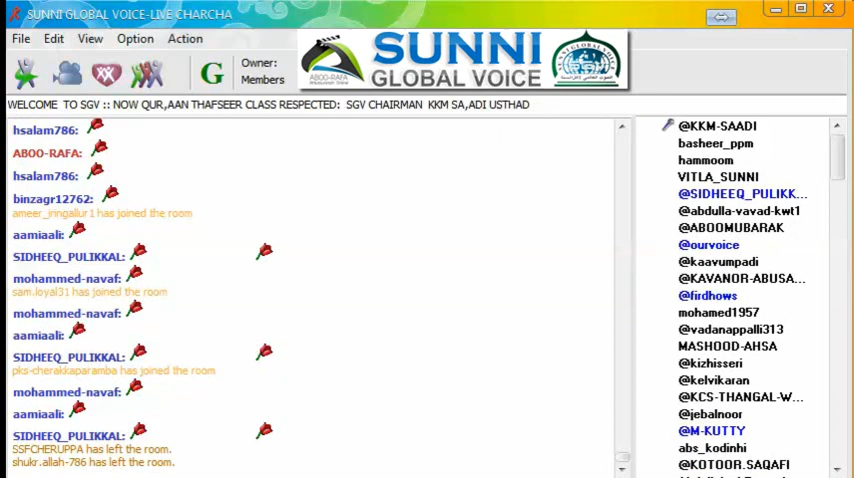 SUNNI GLOBAL VOICE-LIVE CHARCHA
File Edit View Option Action
ABOO-RAFA
SUNNI
GLOBAL VOICE
G
Owner:
Members
WELCOME TO SGV :: NOW QUR,AAN THAFSEER CLASS RESPECTED: SGV CHAIRMAN KKM SA,ADI USTHAD
hsalam786:
ABOO-RAFA:
hsalam786:
binzagr12762:
ameer_iringallur1 has joined the room
aamiaali:
SIDHEEQ_PULIKKAL:
mohammed-navaf:
sam.loyal31 has joined the room
mohammed-navaf:
aamiaali:
SIDHEEQ_PULIKKAL:
pks-cherakkaparamba has joined the room
mohammed-navaf:
aamiaali:
SIDHEEQ_PULIKKAL:
SSFCHERUPPA has left the room.
shukr.allah-786 has left the room.
@KKM-SAADI
basheer_ppm
hammoom
VITLA_SUNNI
@SIDHEEQ_PULIKK...
@abdulla-vavad-kwt1
@ABOOMUBARAK
@ourvoice
@kaavumpadi
@KAVANOR-ABUSA...
@firdhows
mohamed1957
@vadanappalli313
MASHOOD-AHSA
@kizhisseri
@kelvikaran
@KCS-THANGAL-W...
@jebalnoor
@M-KUTTY
abs_kodinhi
@KOTOOR.SAQAFI